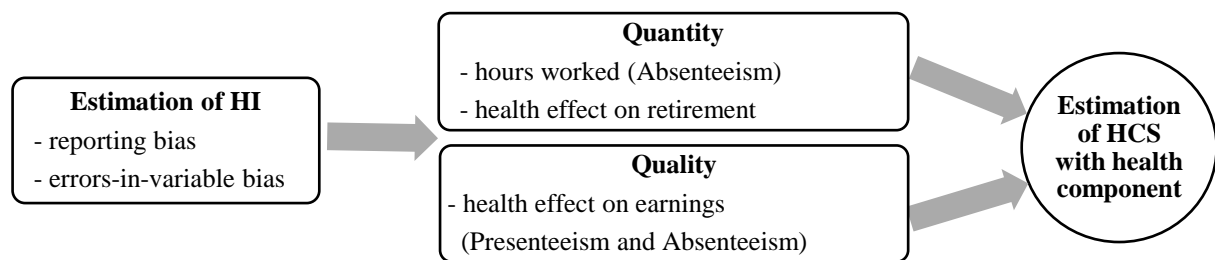 Estimation of HI
- reporting bias
- errors-in-variable bias
Quantity
- hours worked (Absenteeism)
- health effect on retirement
Quality
- health effect on earnings
(Presenteeism and Absenteeism)
Estimation
of HCS
with health
component